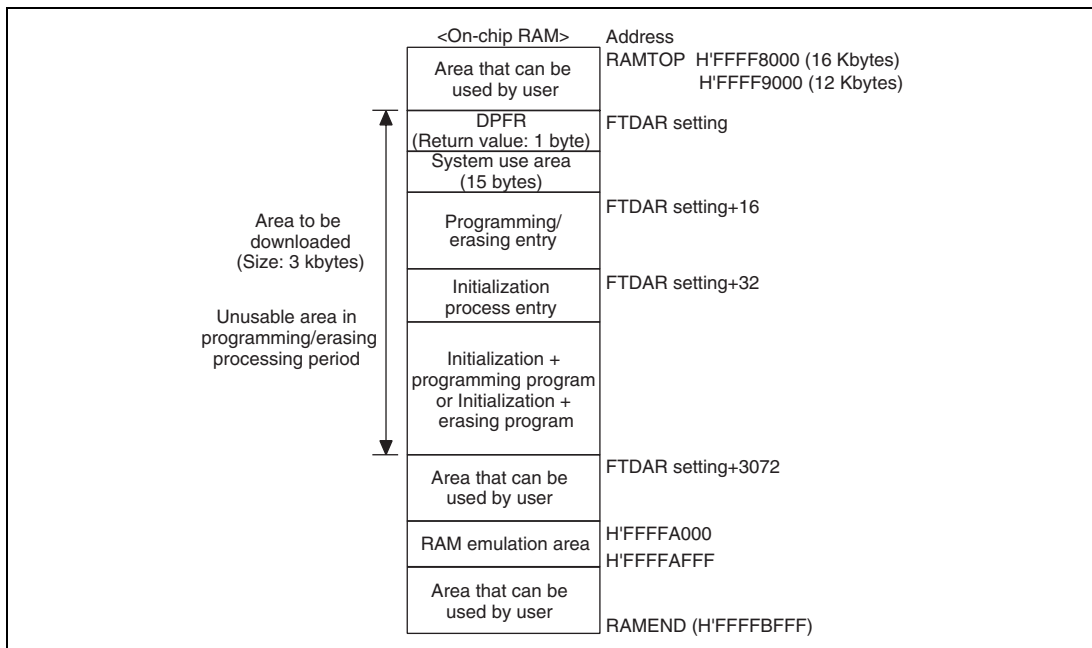 <On-chip RAM>
Address
Area that can be
used by user
RAMTOP H'FFFF8000 (16 Kbytes)
H'FFFF9000 (12 Kbytes)
DPFR
(Return value: 1 byte)
FTDAR setting
System use area
(15 bytes)
Programming/
erasing entry
FTDAR setting+16
Area to be
downloaded
(Size: 3 kbytes)
Initialization
process entry
FTDAR setting+32
Unusable area in
programming/erasing
processing period
Initialization +
programming program
or Initialization +
erasing program
Area that can be
used by user
FTDAR setting+3072
RAM emulation area
H'FFFFA000
H'FFFFAFFF
Area that can be
used by user
RAMEND (H'FFFFBFFF)